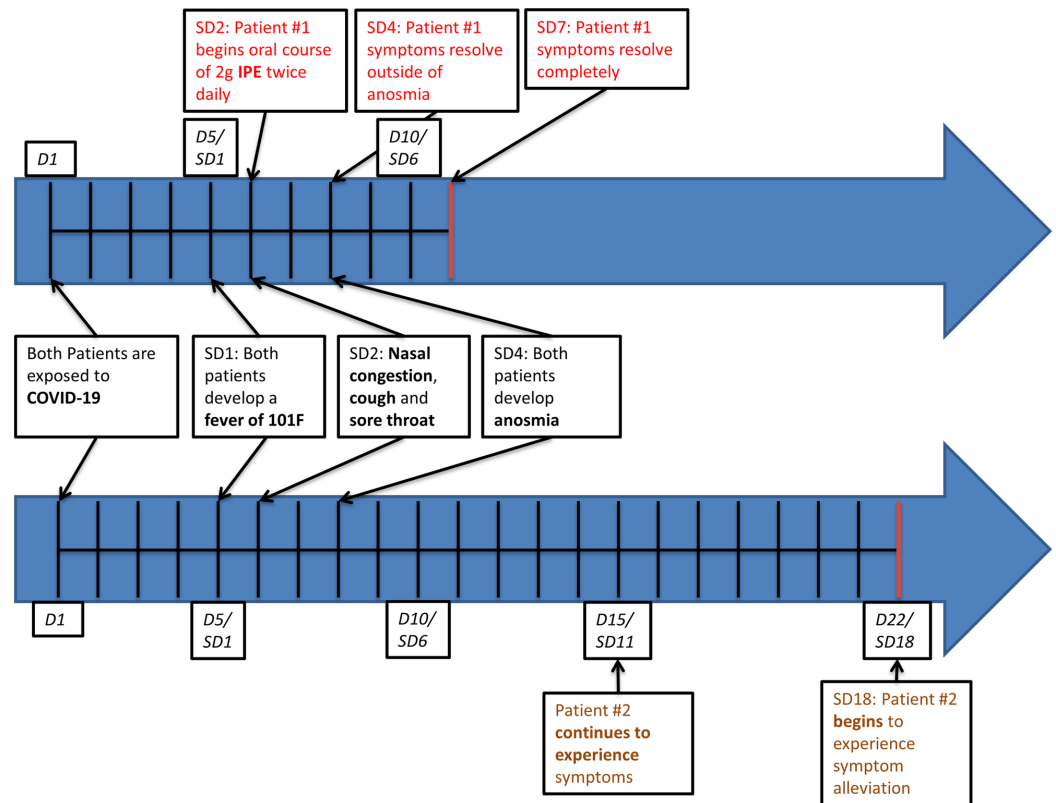 SD2: Patient #1
begins oral course
of 2g IPE twice
daily
SD4: Patient #1
symptoms resolve
outside of
anosmia
SD7: Patient #1
symptoms resolve
completely
D1
D5/
SD1
D10/
SD6
Both Patients are
exposed to
COVID-19
SD1: Both
patients
develop a
fever of 101F
SD2: Nasal
congestion,
cough and
sore throat
SD4: Both
patients
develop
anosmia
D1
D5/
SD1
D10/
SD6
D15/
SD11
D22/
SD18
Patient #2
continues to
experience
symptoms
SD18: Patient #2
begins to
experience
symptom
alleviation